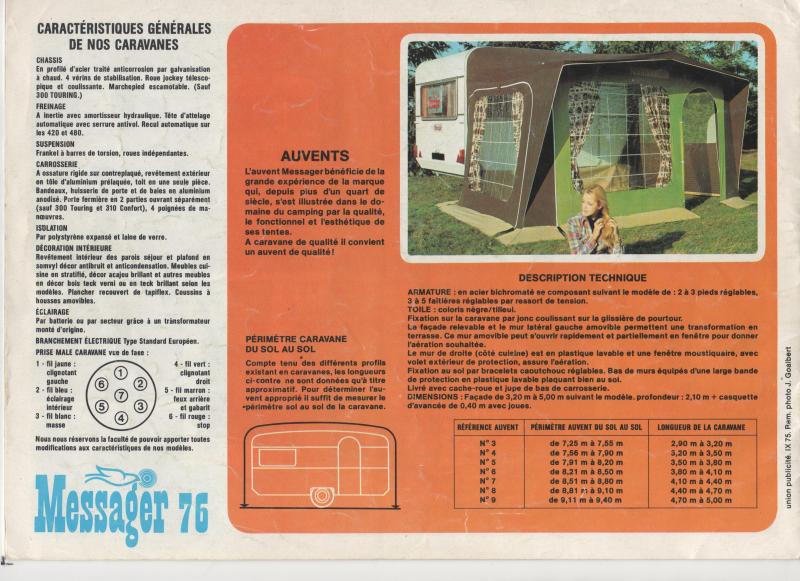 CARACTÉRISTIQUES GÉNÉRALES
DE NOS CARAVANES
CHASSIS
En profilé d'acier traité anticorrosion par galvanisation
à chaud. 4 vérins de stabilisation. Roue jockey télesco-
pique et coulissante. Marchepied escamotable. (Sauf
300 TOURING.)
FREINAGE
A inertie avec amortisseur hydraulique. Tête d'attelage
automatique avec serrure antivol. Recul automatique sur
les 420 et 480.
SUSPENSION
Frankel à barres de torsion, roues indépendantes.
CARROSSERIE
A ossature rigide sur contreplaqué, revêtement extérieur
en tôle d'aluminium prélaquée, toit en une seule pièce.
Bandeaux, huisserie de porte et de baies en aluminium
anodisé. Porte fermière en 2 parties ouvrant séparément
(sauf 300 Touring et 310 Confort), 4 poignées de ma-
nœuvres.
ISOLATION
Par polystyrène expansé et laine de verre.
DÉCORATION INTÉRIEURE
Revêtement intérieur des parois séjour et plafond en
somvyl décor antibruit et anticondensation. Meubles cui-
sine en stratifié, décor acajou brillant et autres meubles
en décor bois teck verni ou en teck brillant selon les
modèles. Plancher recouvert de tapiflex. Coussins à
housses amovibles.
ÉCLAIRAGE
Par batterie ou par secteur grâce à un transformateur
monté d'origine.
BRANCHEMENT ÉLECTRIQUE Type Standard Européen.
PRISE MALE CARAVANE vue de face :
1 - fil jaune :
clignotant
gauche
2 - fil bleu :
éclairage
intérieur
3 - fil blanc :
masse
1
6
2
7
5
3
4
4 - fil vert :
clignotant
droit
5 - fil marron :
feux arrière
et gabarit
6 - fil rouge :
stop
Nous nous réservons la faculté de pouvoir apporter toutes
modifications aux caractéristiques de nos modèles.
Messager 76
AUVENTS
L'auvent Messager bénéficie de la
grande expérience de la marque
qui, depuis plus d'un quart de
siècle, s'est illustrée dans le do-
maine du camping par la qualité,
le fonctionnel et l'esthétique de
ses tentes.
A caravane de qualité il convient
un auvent de qualité!
PÉRIMÈTRE CARAVANE
DU SOL AU SOL
Compte tenu des différents profils
existant en caravanes, les longueurs
ci-contre ne sont données qu'à titre
approximatif. Pour déterminer l'au-
vent approprié il suffit de mesurer le
périmètre sol au sol de la caravane.
DESCRIPTION TECHNIQUE
ARMATURE : en acier bichromaté se composant suivant le modèle de : 2 à 3 pieds réglables,
3 à 5 faîtières réglables par ressort de tension.
TOILE : coloris nègre/tilleul.
Fixation sur la caravane par jonc coulissant sur la glissière de pourtour.
La façade relevable et le mur latéral gauche amovible permettent une transformation en
terrasse. Ce mur amovible peut s'ouvrir rapidement et partiellement en fenêtre pour donner
l'aération souhaitée.
Le mur de droite (côté cuisine) est en plastique lavable et une fenêtre moustiquaire, avec
volet extérieur de protection, assure l'aération.
Fixation au sol par bracelets caoutchouc réglables. Bas de murs équipés d'une large bande
de protection en plastique lavable plaquant bien au sol.
Livré avec cache-roue et jupe de bas de carrosserie.
DIMENSIONS : Façade de 3,20 m à 5,00 m suivant le modèle. profondeur : 2,10 m + casquette
d'avancée de 0,40 m avec joues.
RÉFÉRENCE AUVENT PÉRIMÈTRE AUVENT DU SOL AU SOL LONGUEUR DE LA CARAVANE
N° 3 de 7,25 m à 7,55 m 2,90 m à 3,20 m
N° 4 de 7,56 m à 7,90 m 3,20 m à 3,50 m
N° 5 de 7,91 m à 8,20 m 3,50 m à 3,80 m
N° 6 de 8,21 m à 8,50 m 3,80 m à 4,10 m
N° 7 de 8,51 m à 8,80 m 4,10 m à 4,40 m
N° 8 de 8,81 m à 9,10 m 4,40 m à 4,70 m
N° 9 de 9,11 m à 9,40 m 4,70 m à 5,00 m
union publicité. IX 75. Rem. photo J. Goalbert